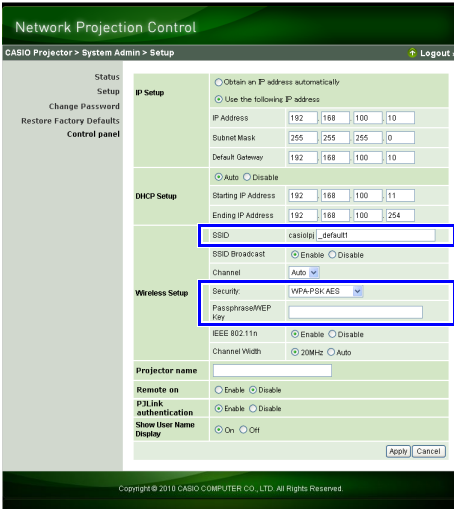 Network Projection Control
CASIO Projector > System Admin > Setup
Logout
Status
Setup
Change Password
Restore Factory Defaults
Control panel
IP Setup
Obtain an IP address automatically
Use the following IP address
IP Address 192 . 168 . 100 . 10
Subnet Mask 255 . 255 . 255 . 0
Default Gateway 192 . 168 . 100 . 10
DHCP Setup
Auto Disable
Starting IP Address 192 . 168 . 100 . 11
Ending IP Address 192 . 168 . 100 . 254
Wireless Setup
SSID casiolpj _default1
SSID Broadcast Enable Disable
Channel Auto
Security: WPA-PSK AES
Passphrase/WEP
Key
IEEE 802.11n Enable Disable
Channel Width 20MHz Auto
Projector name
Remote on Enable Disable
PJLink
authentication Enable Disable
Show User Name
Display On Off
Apply Cancel
Copyright © 2010 CASIO COMPUTER CO., LTD. All Rights Reserved.